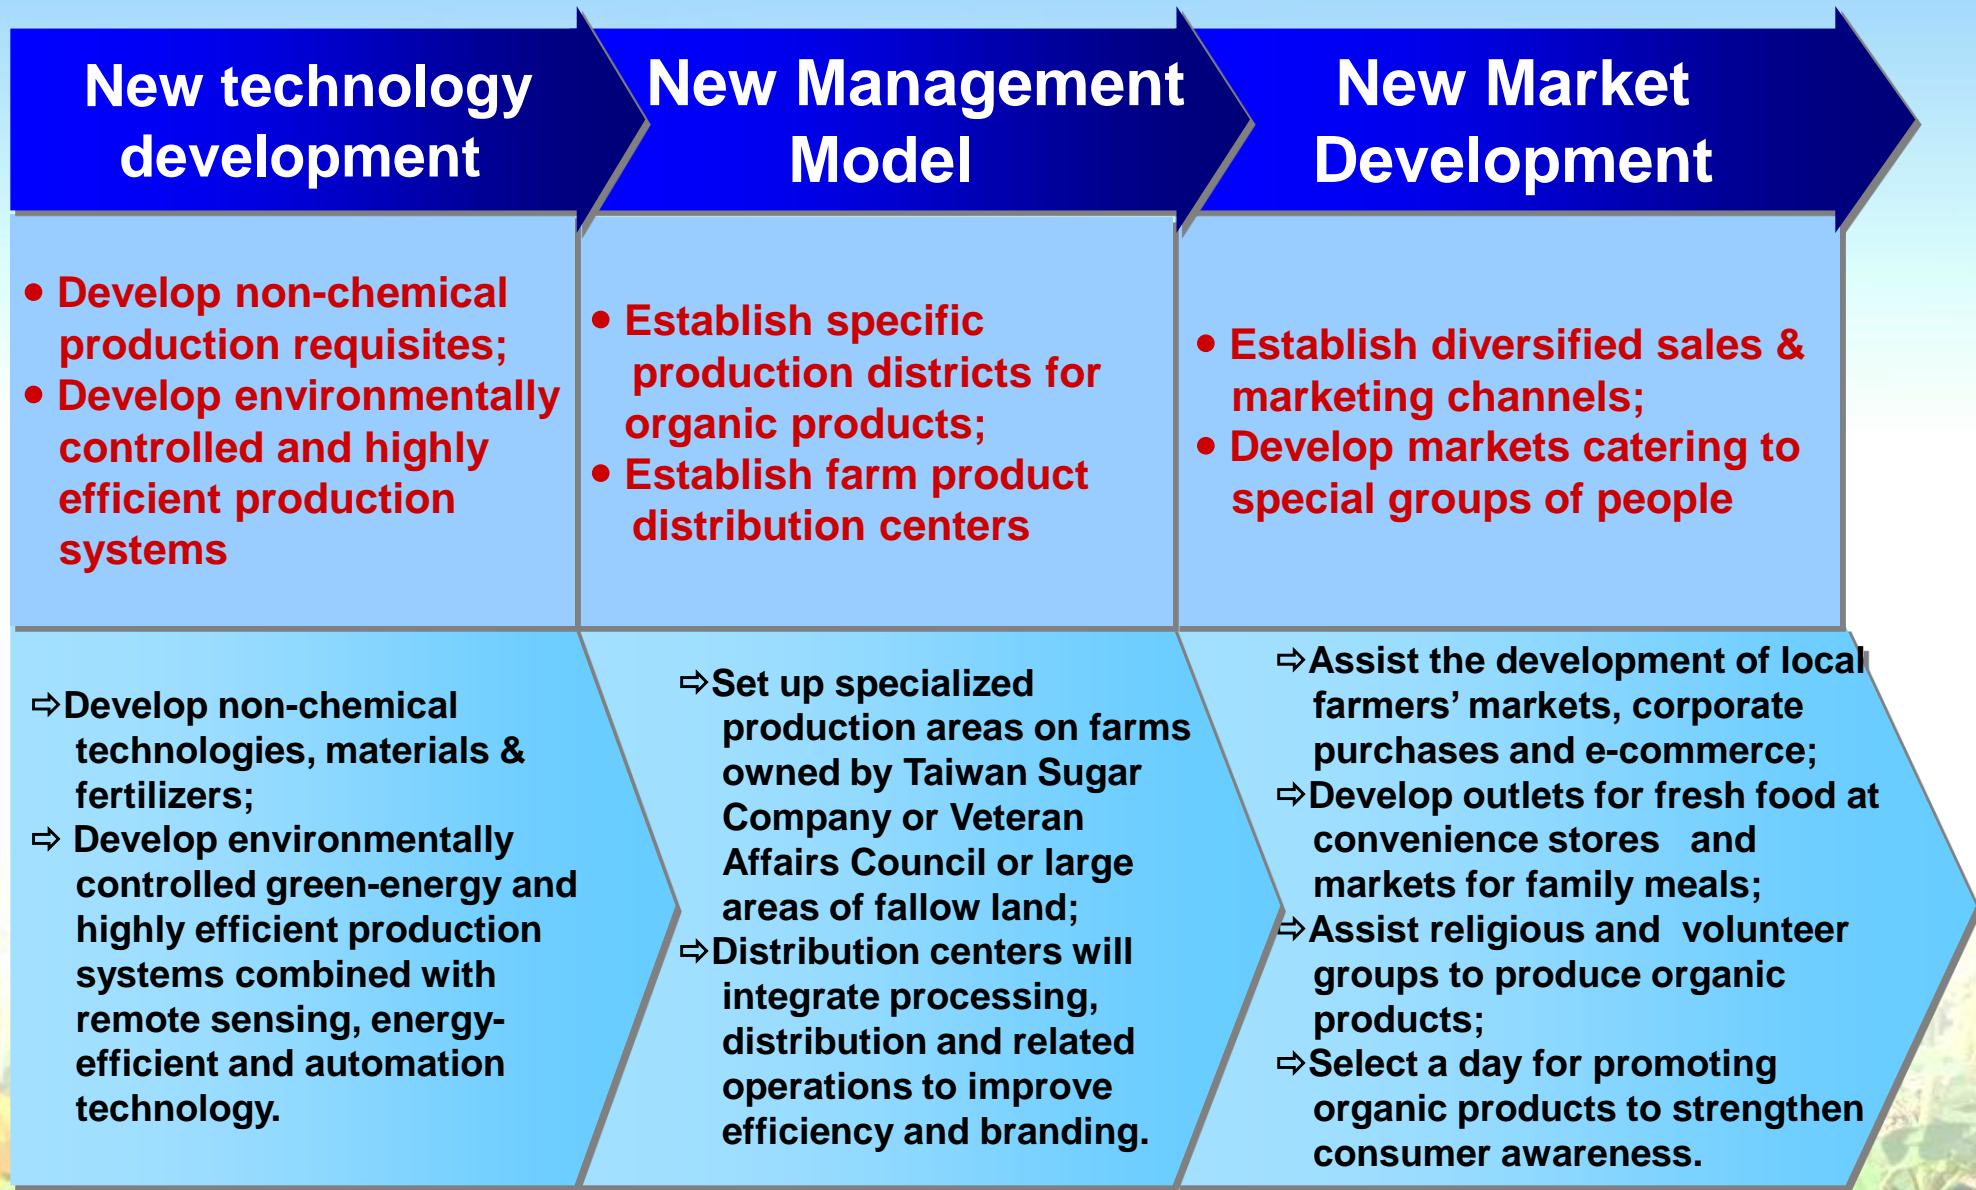 New technology
development
New Management
Model
New Market
Development
• Develop non-chemical
production requisites;
• Develop environmentally
controlled and highly
efficient production
systems
• Establish specific
production districts for
organic products;
• Establish farm product
distribution centers
• Establish diversified sales &
marketing channels;
• Develop markets catering to
special groups of people
⇨Develop non-chemical
technologies, materials &
fertilizers;
⇨ Develop environmentally
controlled green-energy and
highly efficient production
systems combined with
remote sensing, energy-
efficient and automation
technology.
⇨Set up specialized
production areas on farms
owned by Taiwan Sugar
Company or Veteran
Affairs Council or large
areas of fallow land;
⇨Distribution centers will
integrate processing,
distribution and related
operations to improve
efficiency and branding.
⇨Assist the development of local
farmers’ markets, corporate
purchases and e-commerce;
⇨Develop outlets for fresh food at
convenience stores and
markets for family meals;
⇨Assist religious and volunteer
groups to produce organic
products;
⇨Select a day for promoting
organic products to strengthen
consumer awareness.